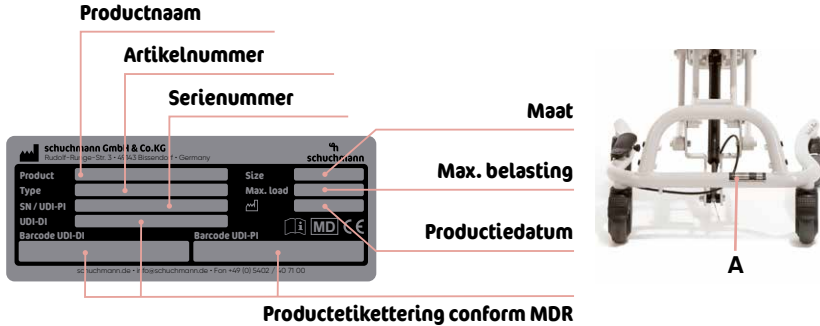 Productnaam
Artikelnummer
Serienummer
Maat
Max. belasting
Productiedatum
Productetikettering conform MDR
schuchmann GmbH & Co.KG
Rudolf-Runge-Str. 3 • 49143 Bissendorf • Germany
schuchmann
Product
Size
Type
Max. load
SN / UDI-PI
UDI-DI
MD CE
Barcode UDI-DI
Barcode UDI-PI
schuchmann.de • info@schuchmann.de • Fon +49 (0) 5402 / 40 71 00
A